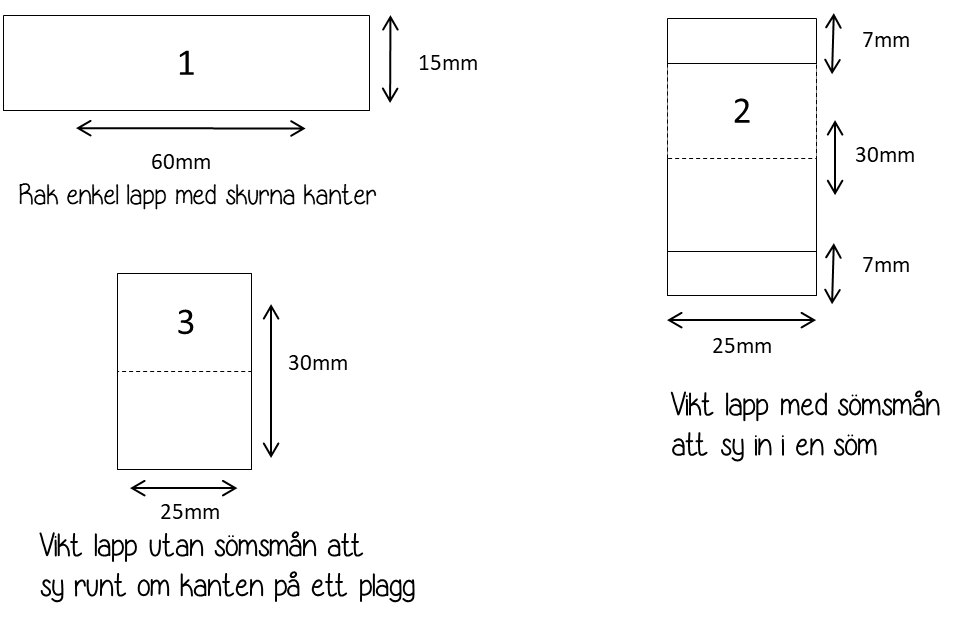 1
15mm
60mm
Rak enkel lapp med skurna kanter
7mm
2
30mm
7mm
25mm
Vikt lapp med sömsmån
att sy in i en söm
3
30mm
25mm
Vikt lapp utan sömsmån att
sy runt om kanten på ett plagg